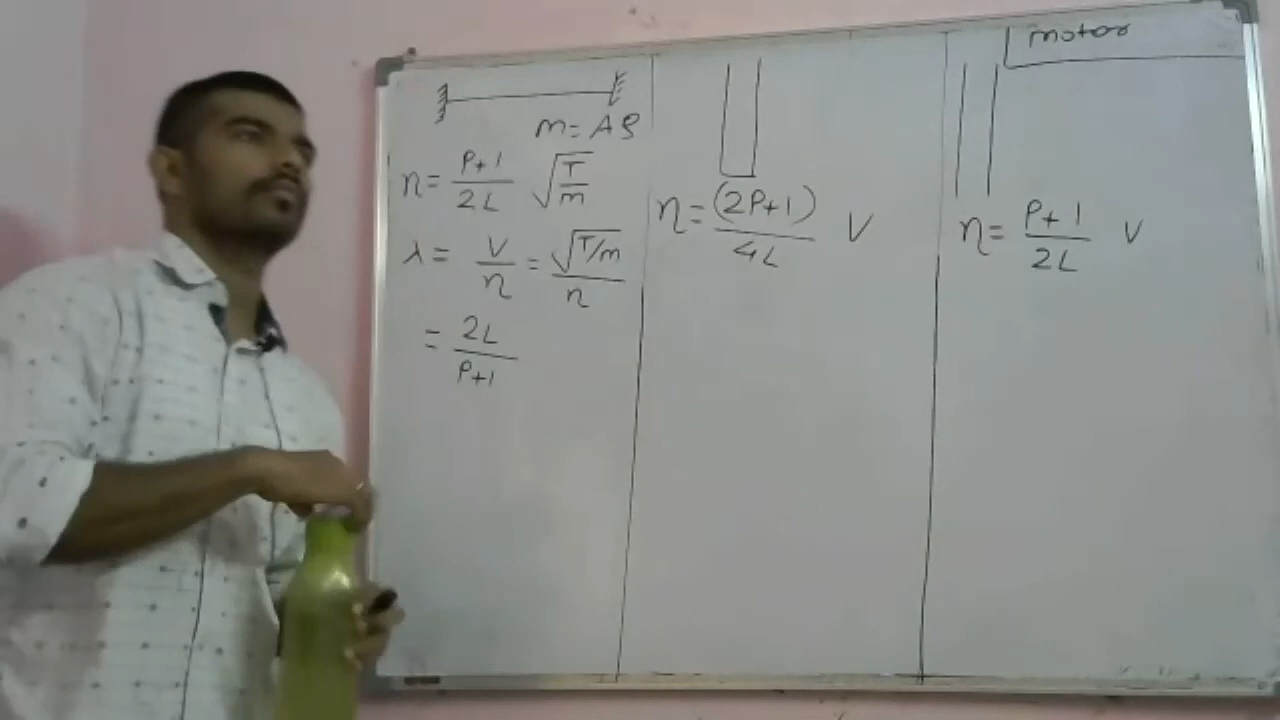 m = Aρ
n = P+1/2L √T/m
λ = v/n = √T/m/n
= 2L/P+1
n = (2P+1)/4L v
motor
n = P+1/2L v